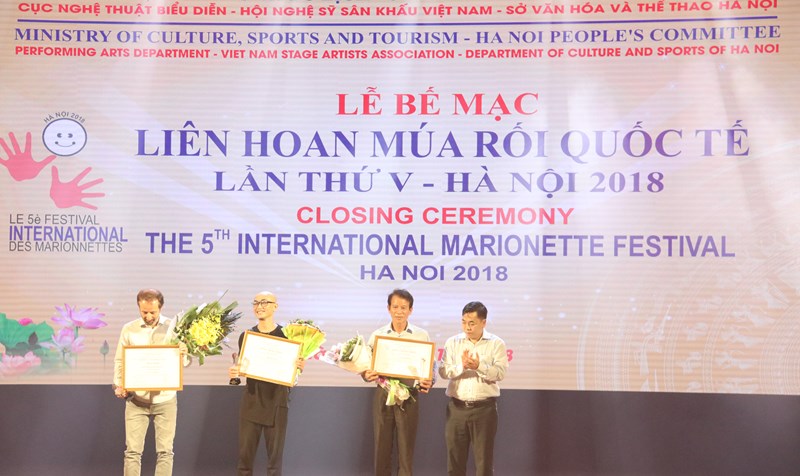 CỤC NGHỆ THUẬT BIỂU DIỄN - HỘI NGHỆ SỸ SÂN KHẤU VIỆT NAM - SỞ VĂN HÓA VÀ THỂ THAO HÀ NỘI
MINISTRY OF CULTURE, SPORTS AND TOURISM - HA NOI PEOPLE'S COMMITTEE
PERFORMING ARTS DEPARTMENT - VIET NAM STAGE ARTISTS ASSOCIATION - DEPARTMENT OF CULTURE AND SPORTS OF HA NOI
LỄ BẾ MẠC
LIÊN HOAN MÚA RỐI QUỐC TẾ
LẦN THỨ V - HÀ NỘI 2018
CLOSING CEREMONY
THE 5TH INTERNATIONAL MARIONETTE FESTIVAL
HA NOI 2018
HÀ NỘI 2018
LE 5è FESTIVAL
INTERNATIONAL
DES MARIONNETTES